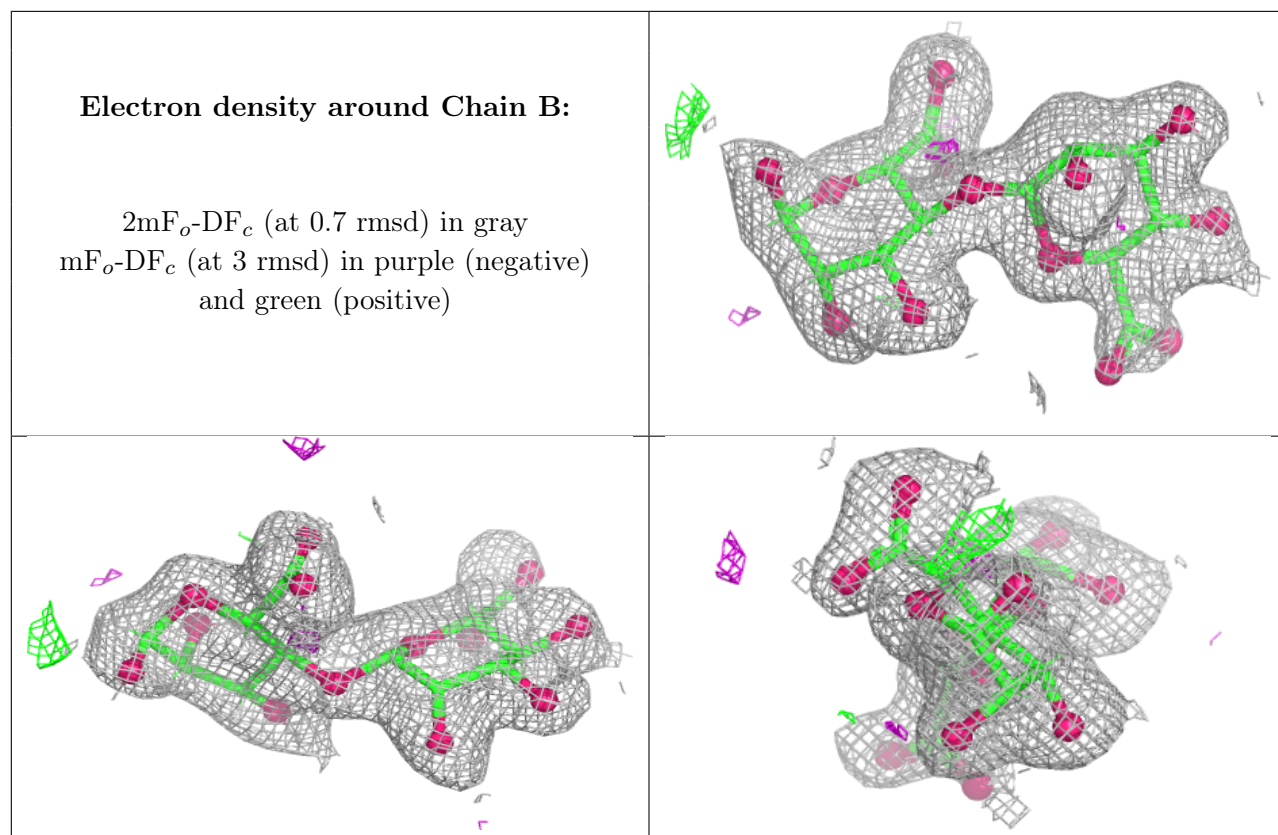 Electron density around Chain B:
2mFₒ-DF𝒸 (at 0.7 rmsd) in gray
mFₒ-DF𝒸 (at 3 rmsd) in purple (negative)
and green (positive)